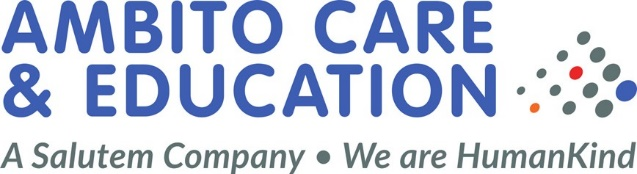 AMBITO CARE
& EDUCATION
A Salutem Company • We are HumanKind